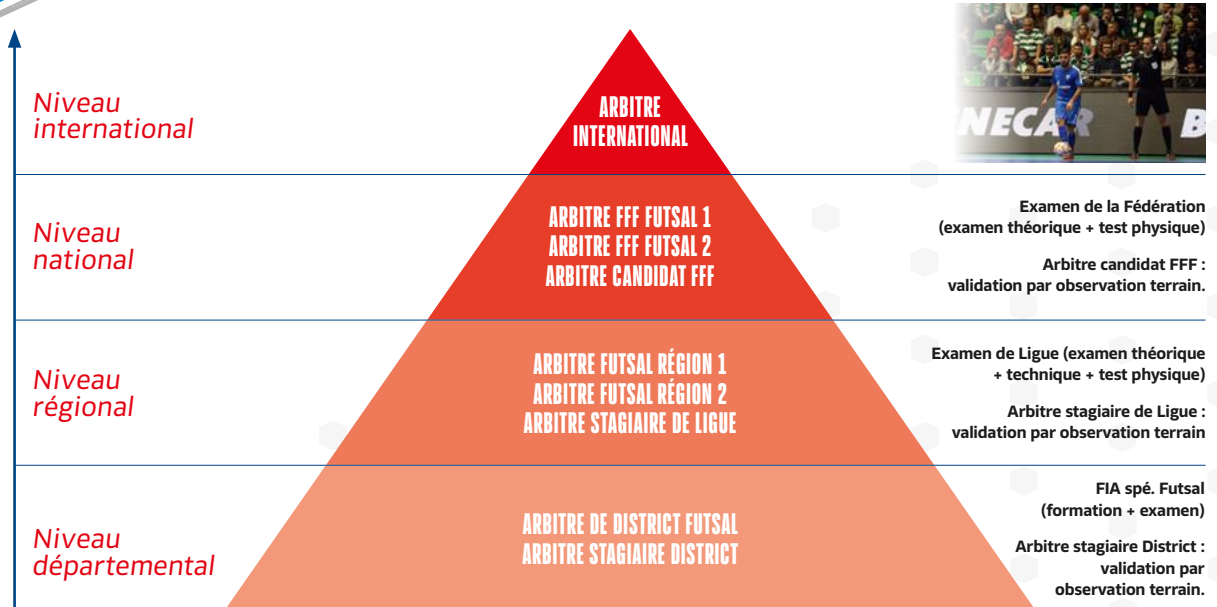 Niveau
international
ARBITRE
INTERNATIONAL
NECAR
B
Niveau
national
ARBITRE FFF FUTSAL 1
ARBITRE FFF FUTSAL 2
ARBITRE CANDIDAT FFF
Examen de la Fédération
(examen théorique + test physique)
Arbitre candidat FFF :
validation par observation terrain.
Niveau
régional
ARBITRE FUTSAL RÉGION 1
ARBITRE FUTSAL RÉGION 2
ARBITRE STAGIAIRE DE LIGUE
Examen de Ligue (examen théorique
+ technique + test physique)
Arbitre stagiaire de Ligue :
validation par observation terrain
Niveau
départemental
ARBITRE DE DISTRICT FUTSAL
ARBITRE STAGIAIRE DISTRICT
FIA spé. Futsal
(formation + examen)
Arbitre stagiaire District :
validation par
observation terrain.